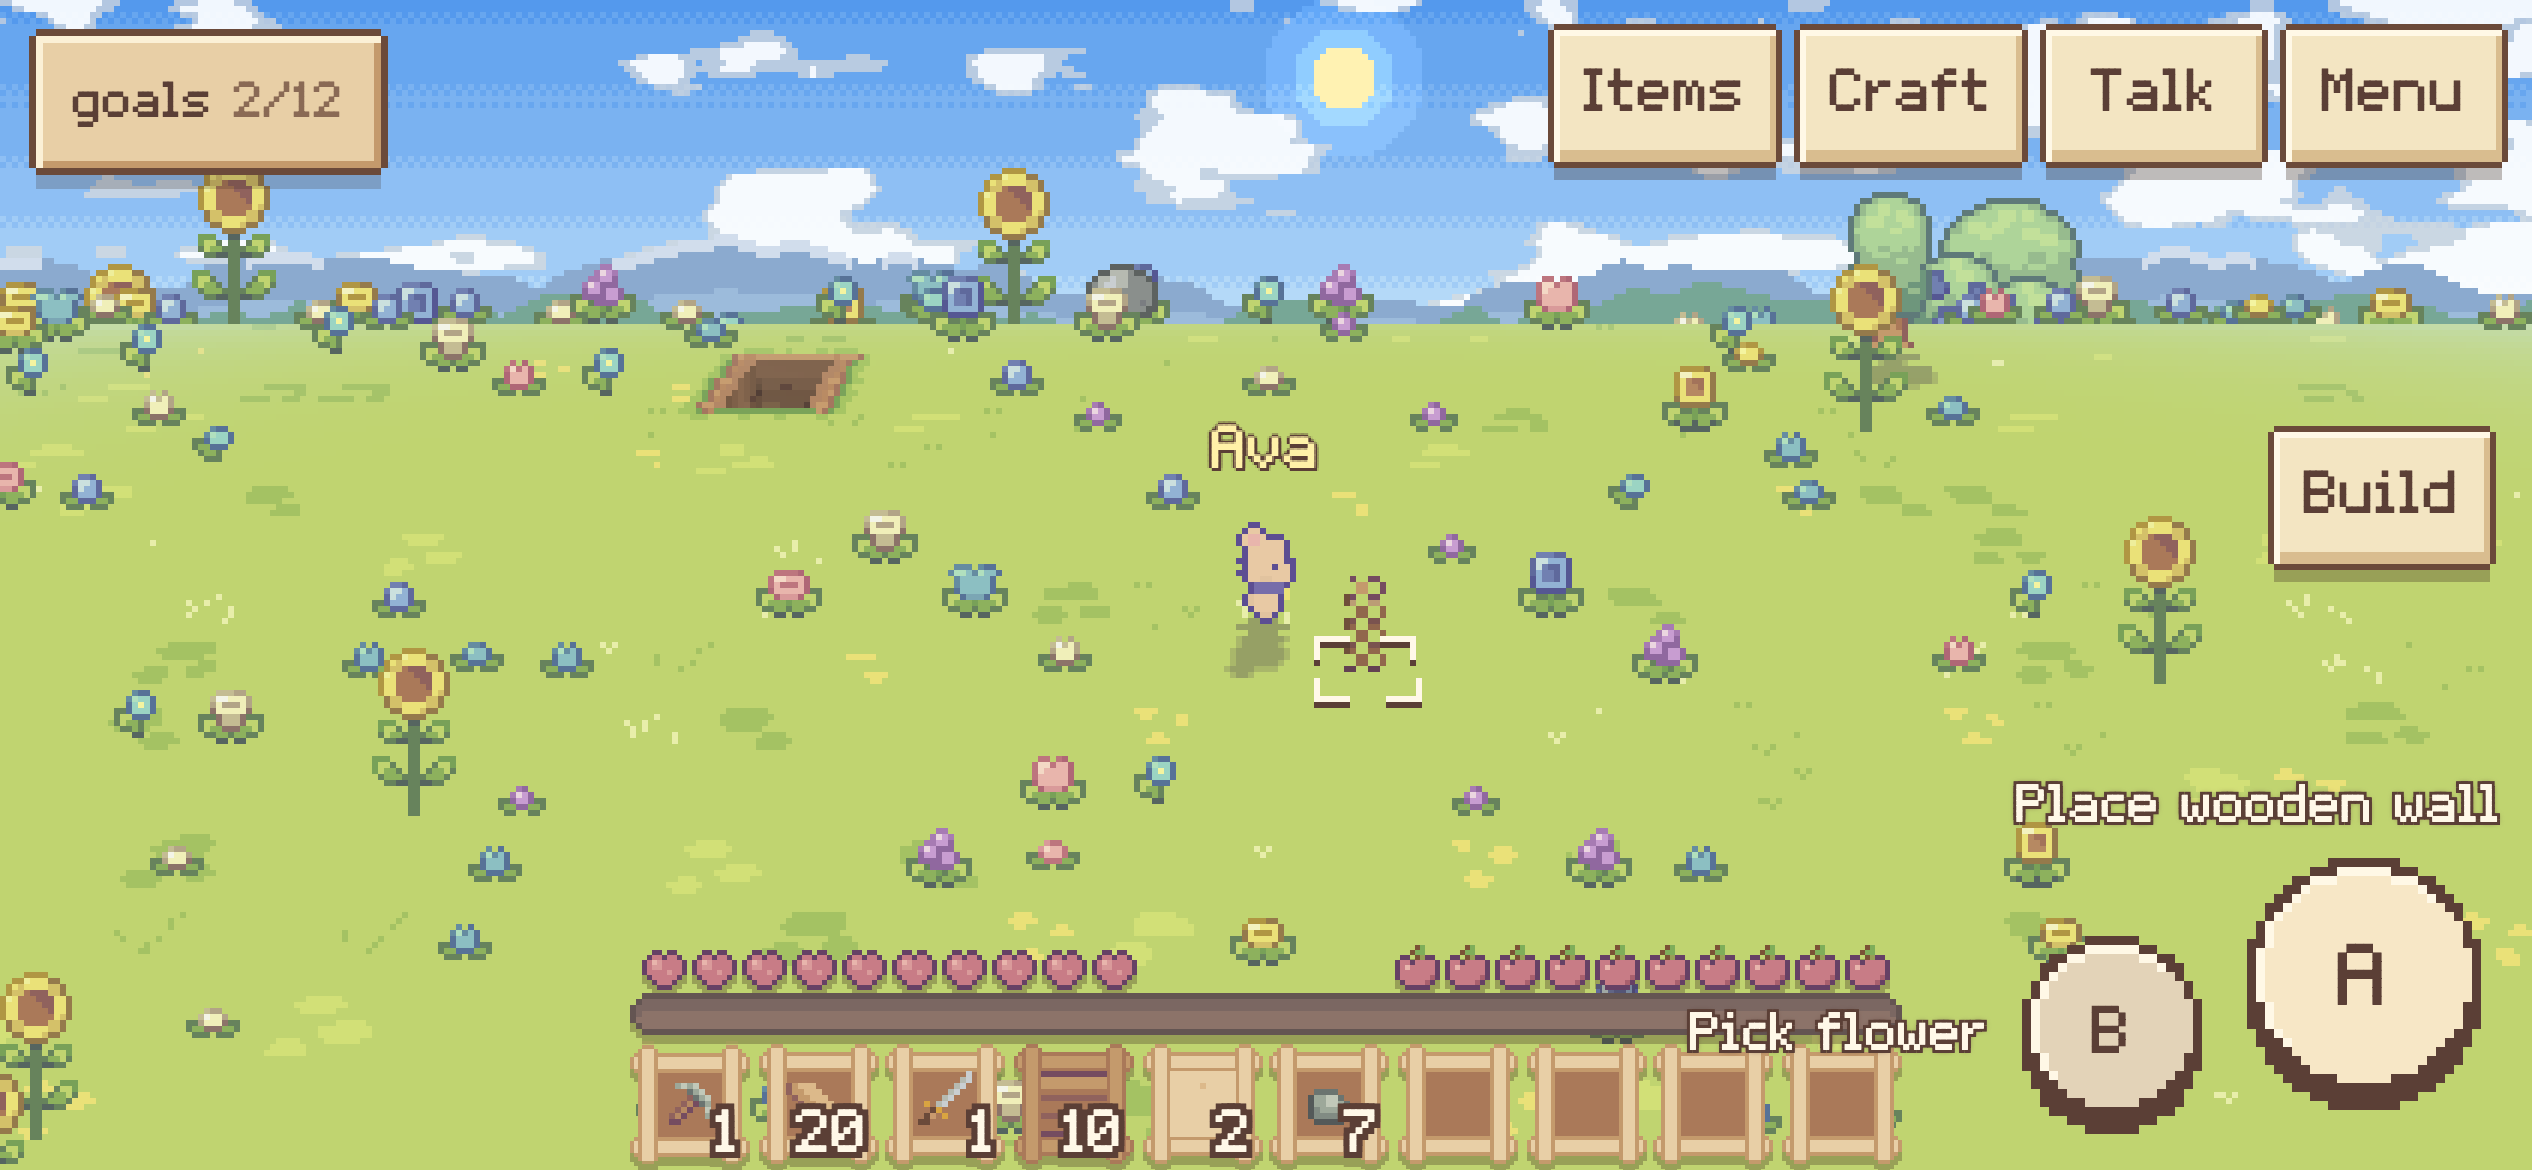 goals 2/12
Items
Craft
Talk
Menu
Ava
Build
Place wooden wall
A
B
Pick flower
1
20
1
10
2
7